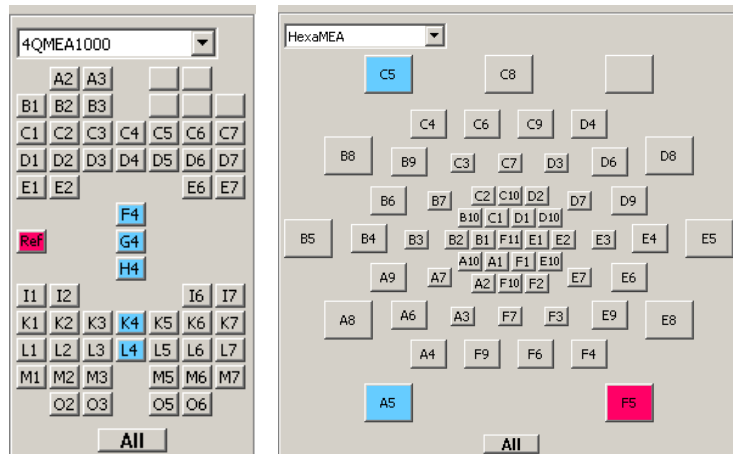 4QMEA1000
A2 A3
B1 B2 B3
C1 C2 C3 C4 C5 C6 C7
D1 D2 D3 D4 D5 D6 D7
E1 E2 E6 E7
F4
Ref G4
H4
I1 I2 I6 I7
K1 K2 K3 K4 K5 K6 K7
L1 L2 L3 L4 L5 L6 L7
M1 M2 M3 M5 M6 M7
O2 O3 O5 O6
All
HexaMEA
C5 C8
C4 C6 C9 D4
B8 B9 C3 C7 D3 D6 D8
B6 B7 C2 C10 D2 D7 D9
B10 C1 D1 D10
B5 B4 B3 B2 B1 F11 E1 E2 E3 E4 E5
A10 A1 F1 E10
A9 A7 A2 F10 F2 E7 E6
A8 A6 A3 F7 F3 E9 E8
A4 F9 F6 F4
A5 F5
All